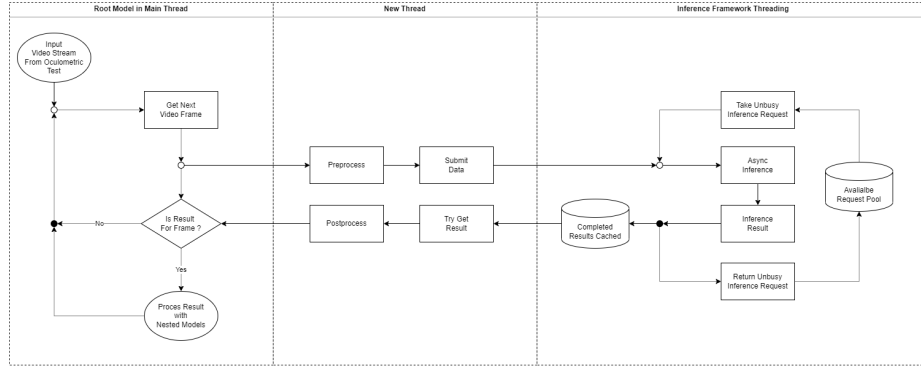 Root Model in Main Thread
New Thread
Inference Framework Threading
Input
Video Stream
From Oculometric
Test
Get Next
Video Frame
Take Unbusy
Inference Request
Preprocess
Submit
Data
Async
Inference
Avalialbe
Request Pool
Is Result
For Frame ?
No
Postprocess
Try Get
Result
Completed
Results Cached
Inference
Result
Yes
Return Unbusy
Inference Request
Proces Result
with
Nested Models